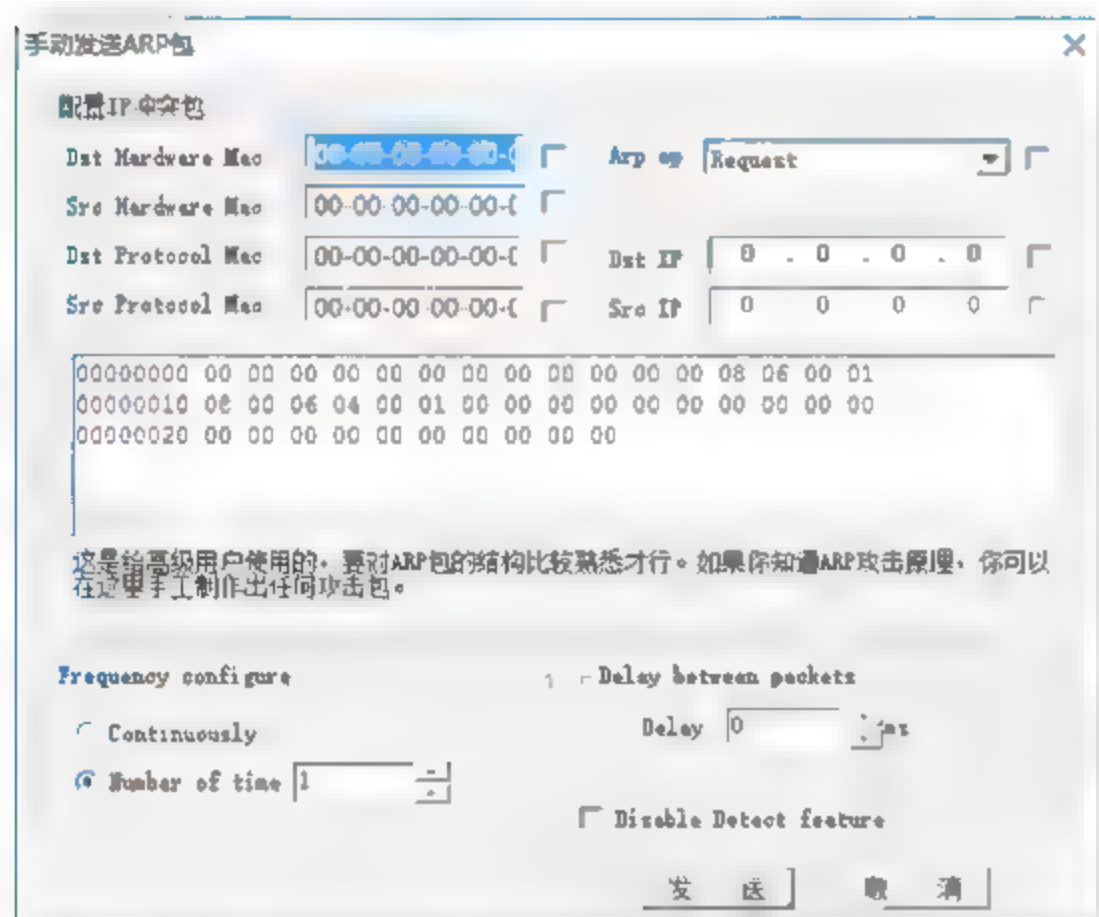 手动发送ARP包
配置IP冲突包
Dst Hardware Mac 00-00-00-00-00-0
Arp op Request
Src Hardware Mac 00-00-00-00-00-0
Dst Protocol Mac 00-00-00-00-00-0
Dst IP 0 . 0 . 0 . 0
Src Protocol Mac 00-00-00-00-00-0
Src IP 0 0 0 0
00000000 00 00 00 00 00 00 00 00 00 00 00 00 08 06 00 01
00000010 08 00 06 04 00 01 00 00 00 00 00 00 00 00 00 00
00000020 00 00 00 00 00 00 00 00 00 00
这是给高级用户使用的。要对ARP包的结构比较熟悉才行。如果你知道ARP攻击原理，你可以
在这里手工制作出任何攻击包。
Frequency configure
Delay between packets
Continuously
Delay 0 ms
Number of time 1
Disable Detect feature
发 送 取 消